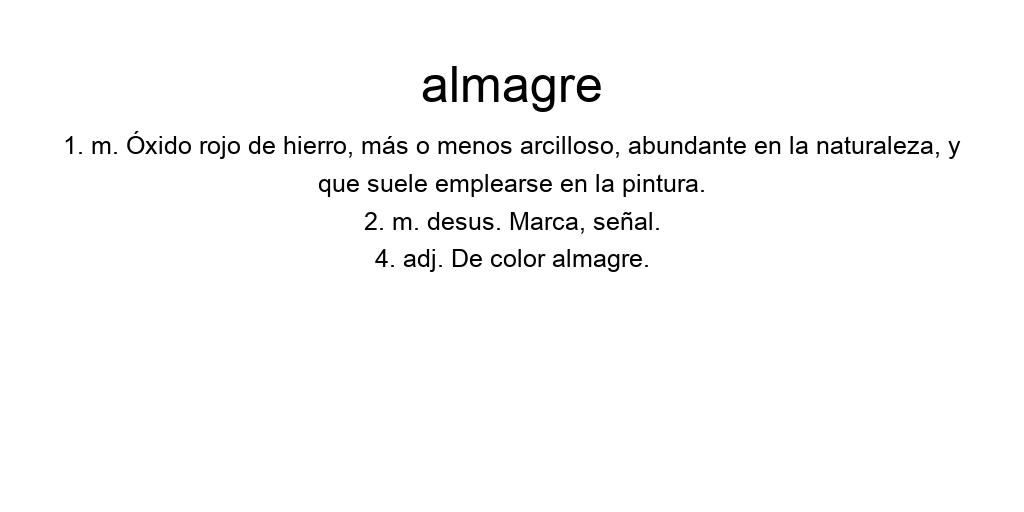 almagre
1. m. Óxido rojo de hierro, más o menos arcilloso, abundante en la naturaleza, y
que suele emplearse en la pintura.
2. m. desus. Marca, señal.
4. adj. De color almagre.